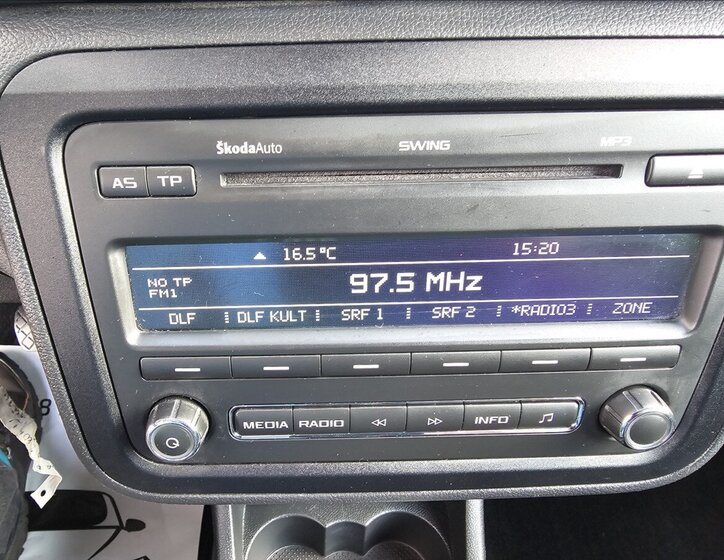 ŠkodaAuto SWING MP3
AS TP
16.5°C 15:20
NO TP
FM1
97.5 MHz
DLF DLF KULT SRF 1 SRF 2 *RADIO3 ZONE
MEDIA RADIO INFO
8